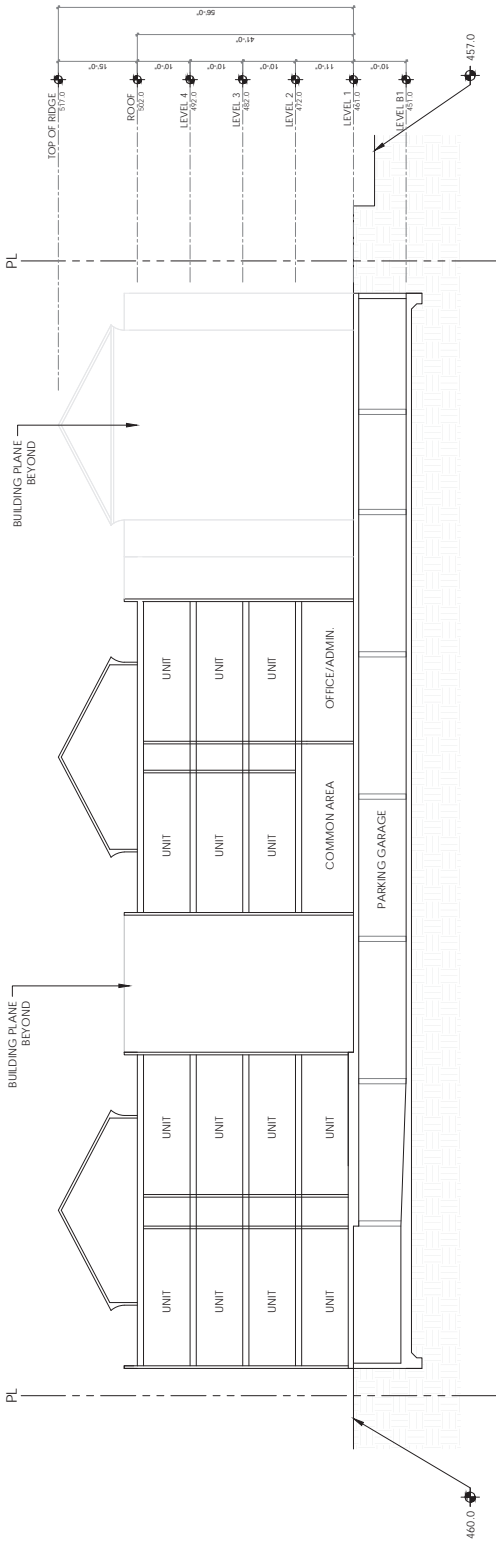 PL
PL
BUILDING PLANE
BEYOND
BUILDING PLANE
BEYOND
TOP OF RIDGE
517.0
ROOF
502.0
LEVEL 4
492.0
LEVEL 3
482.0
LEVEL 2
472.0
LEVEL 1
461.0
LEVEL B1
451.0
15'-0"
10'-0"
10'-0"
10'-0"
11'-0"
10'-0"
41'-0"
56'-0"
UNIT
UNIT
UNIT
UNIT
UNIT
UNIT
UNIT
UNIT
UNIT
UNIT
UNIT
UNIT
UNIT
UNIT
COMMON AREA
OFFICE/ADMIN.
PARKING GARAGE
460.0
457.0